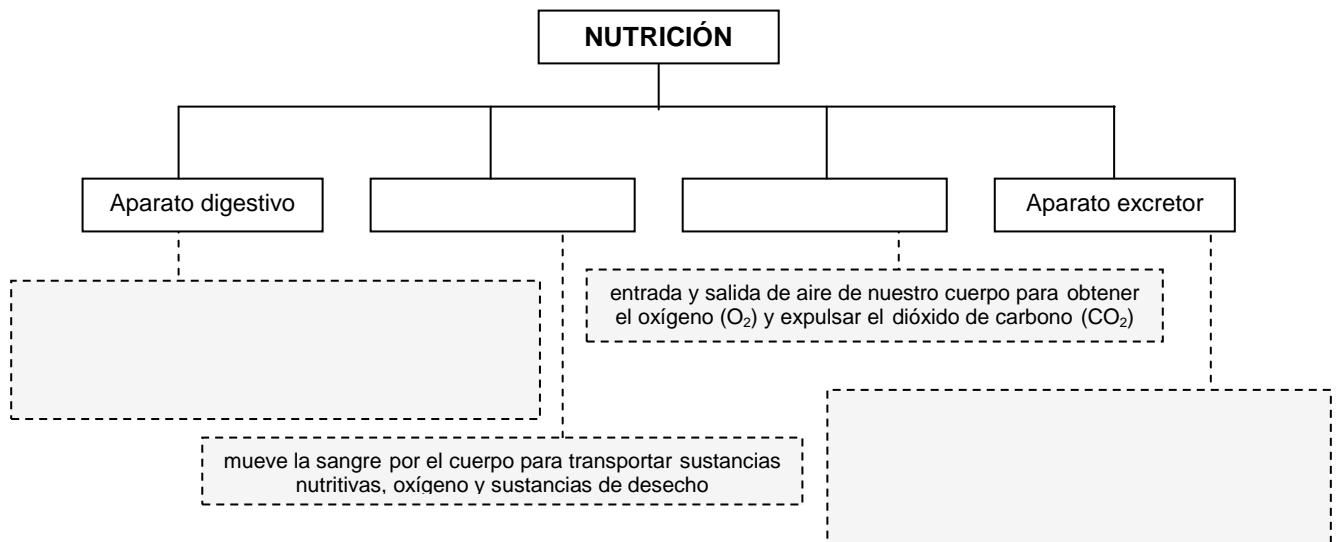 NUTRICIÓN
Aparato digestivo
Aparato excretor
entrada y salida de aire de nuestro cuerpo para obtener
el oxígeno (O₂) y expulsar el dióxido de carbono (CO₂)
mueve la sangre por el cuerpo para transportar sustancias
nutritivas, oxígeno y sustancias de desecho